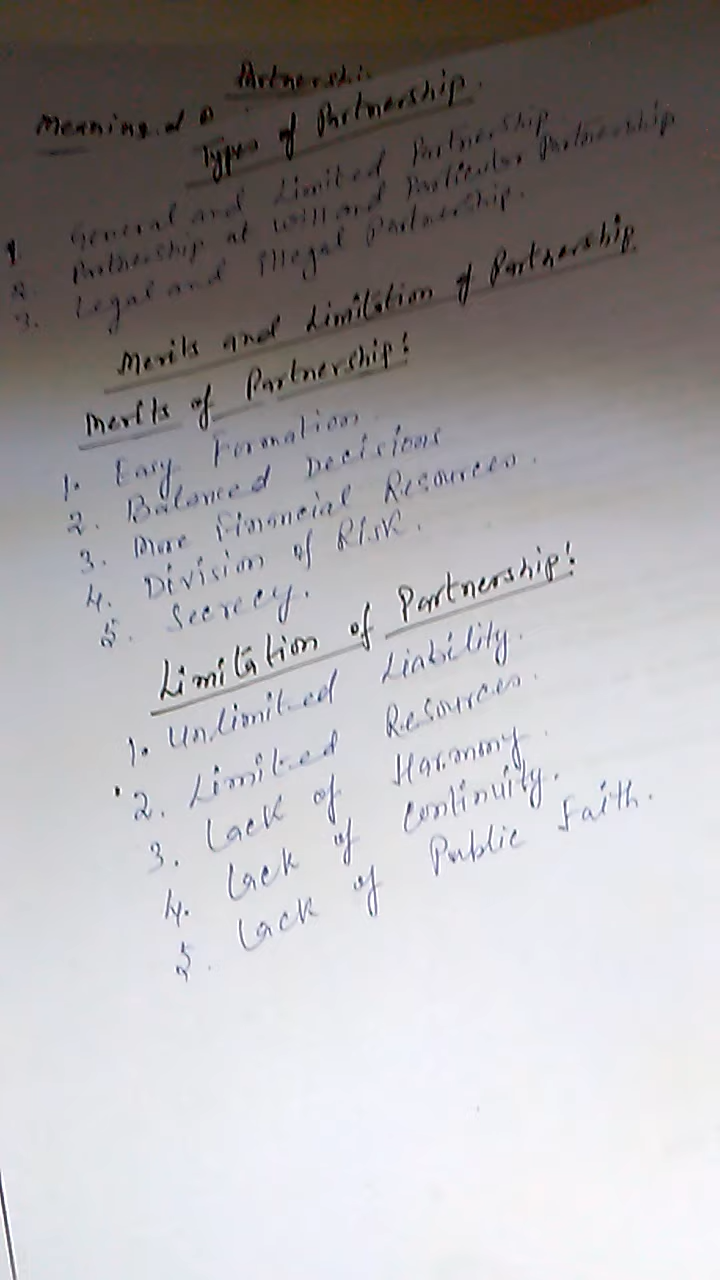 Partnershi
Meaning of
Types of Partnership.
1. General and Limited Partnership
2. Partnership at will and Particular Partnership
3. Legal and Illegal Partnership.
Merits and Limitation of Partnership
Merits of Partnership:
1. Easy Formation.
2. Balanced Decisions
3. More Financial Resources.
4. Division of Risk.
5. Secrecy.
Limitation of Partnership:
1. Unlimited Liability.
2. Limited Resources.
3. Lack of Harmony.
4. Lack of Continuity.
5. Lack of Public Faith.